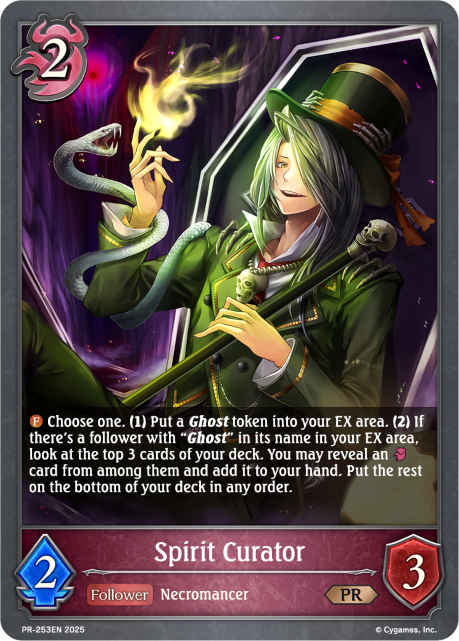 2
Choose one. (1) Put a Ghost token into your EX area. (2) If
there's a follower with "Ghost" in its name in your EX area,
look at the top 3 cards of your deck. You may reveal an
card from among them and add it to your hand. Put the rest
on the bottom of your deck in any order.
Spirit Curator
2
Follower Necromancer PR
3
PR-253EN 2025 © Cygames, Inc.